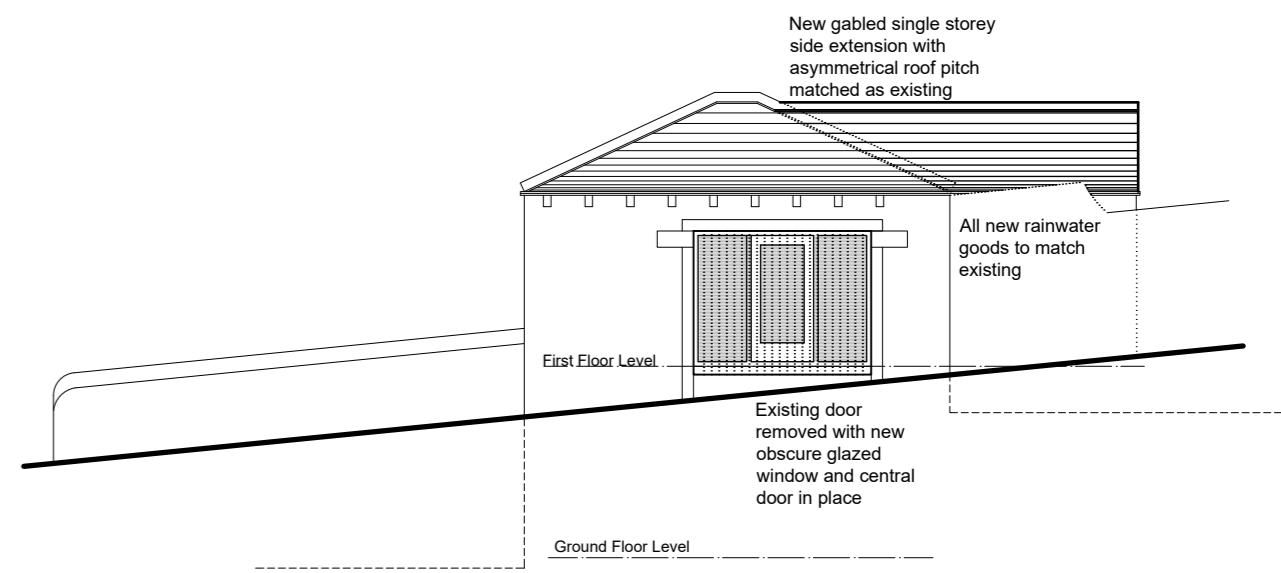 New gabled single storey
side extension with
asymmetrical roof pitch
matched as existing
All new rainwater
goods to match
existing
First Floor Level
Existing door
removed with new
obscure glazed
window and central
door in place
Ground Floor Level